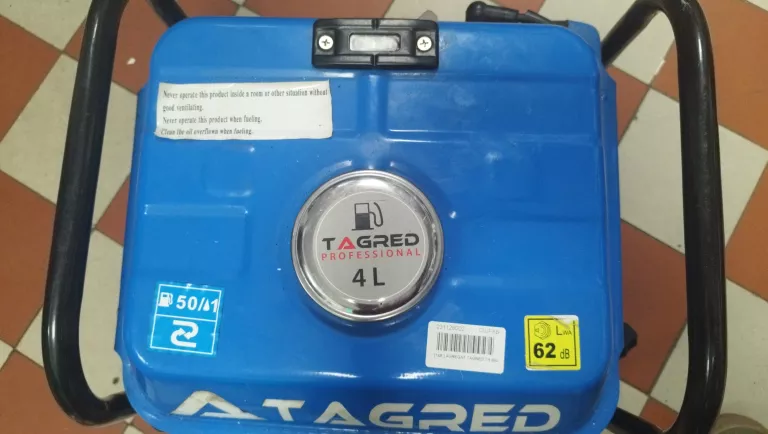 Never operate this product inside a room or other situation without
good ventilating.
Never operate this product when fueling.
Clean the oil overflown when fueling.
TAGRED
PROFESSIONAL
4 L
50/1
LWA
62 dB
TAGRED